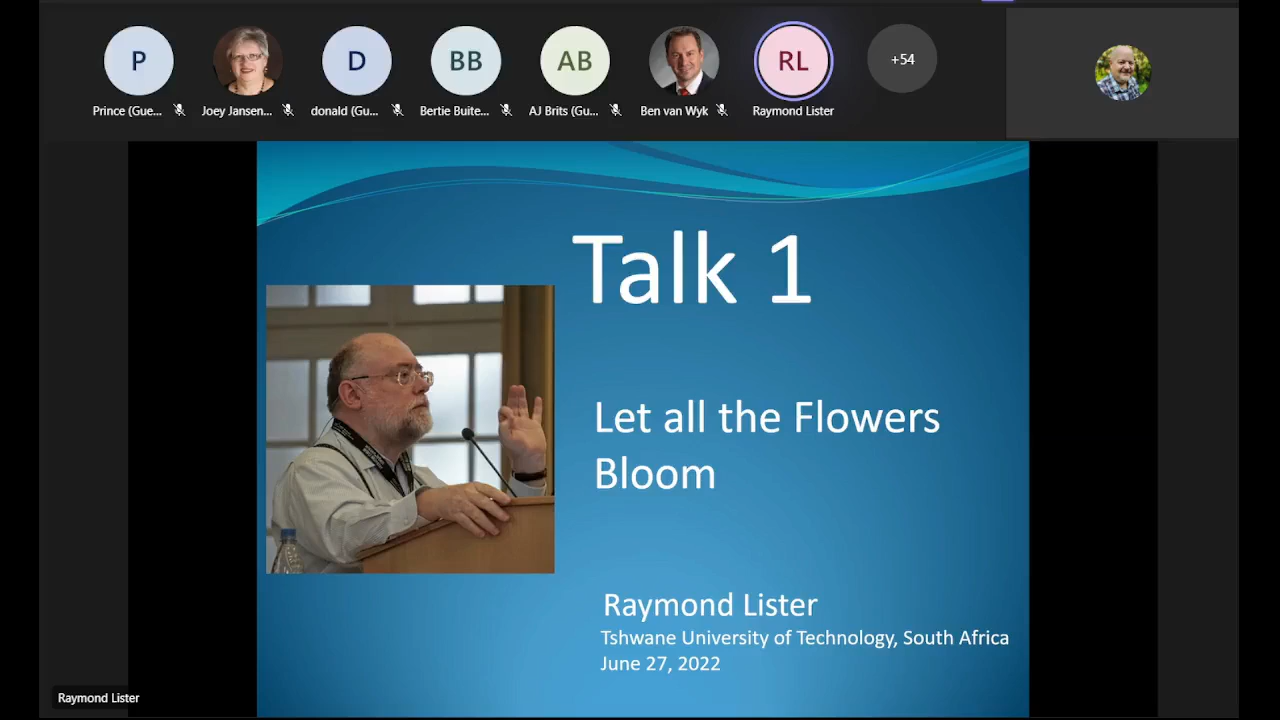 P
D
BB
AB
RL
+54
Prince (Gue...
Joey Jansen...
donald (Gu...
Bertie Buite...
AJ Brits (Gu...
Ben van Wyk
Raymond Lister
Talk 1
Let all the Flowers
Bloom
Raymond Lister
Tshwane University of Technology, South Africa
June 27, 2022
Raymond Lister